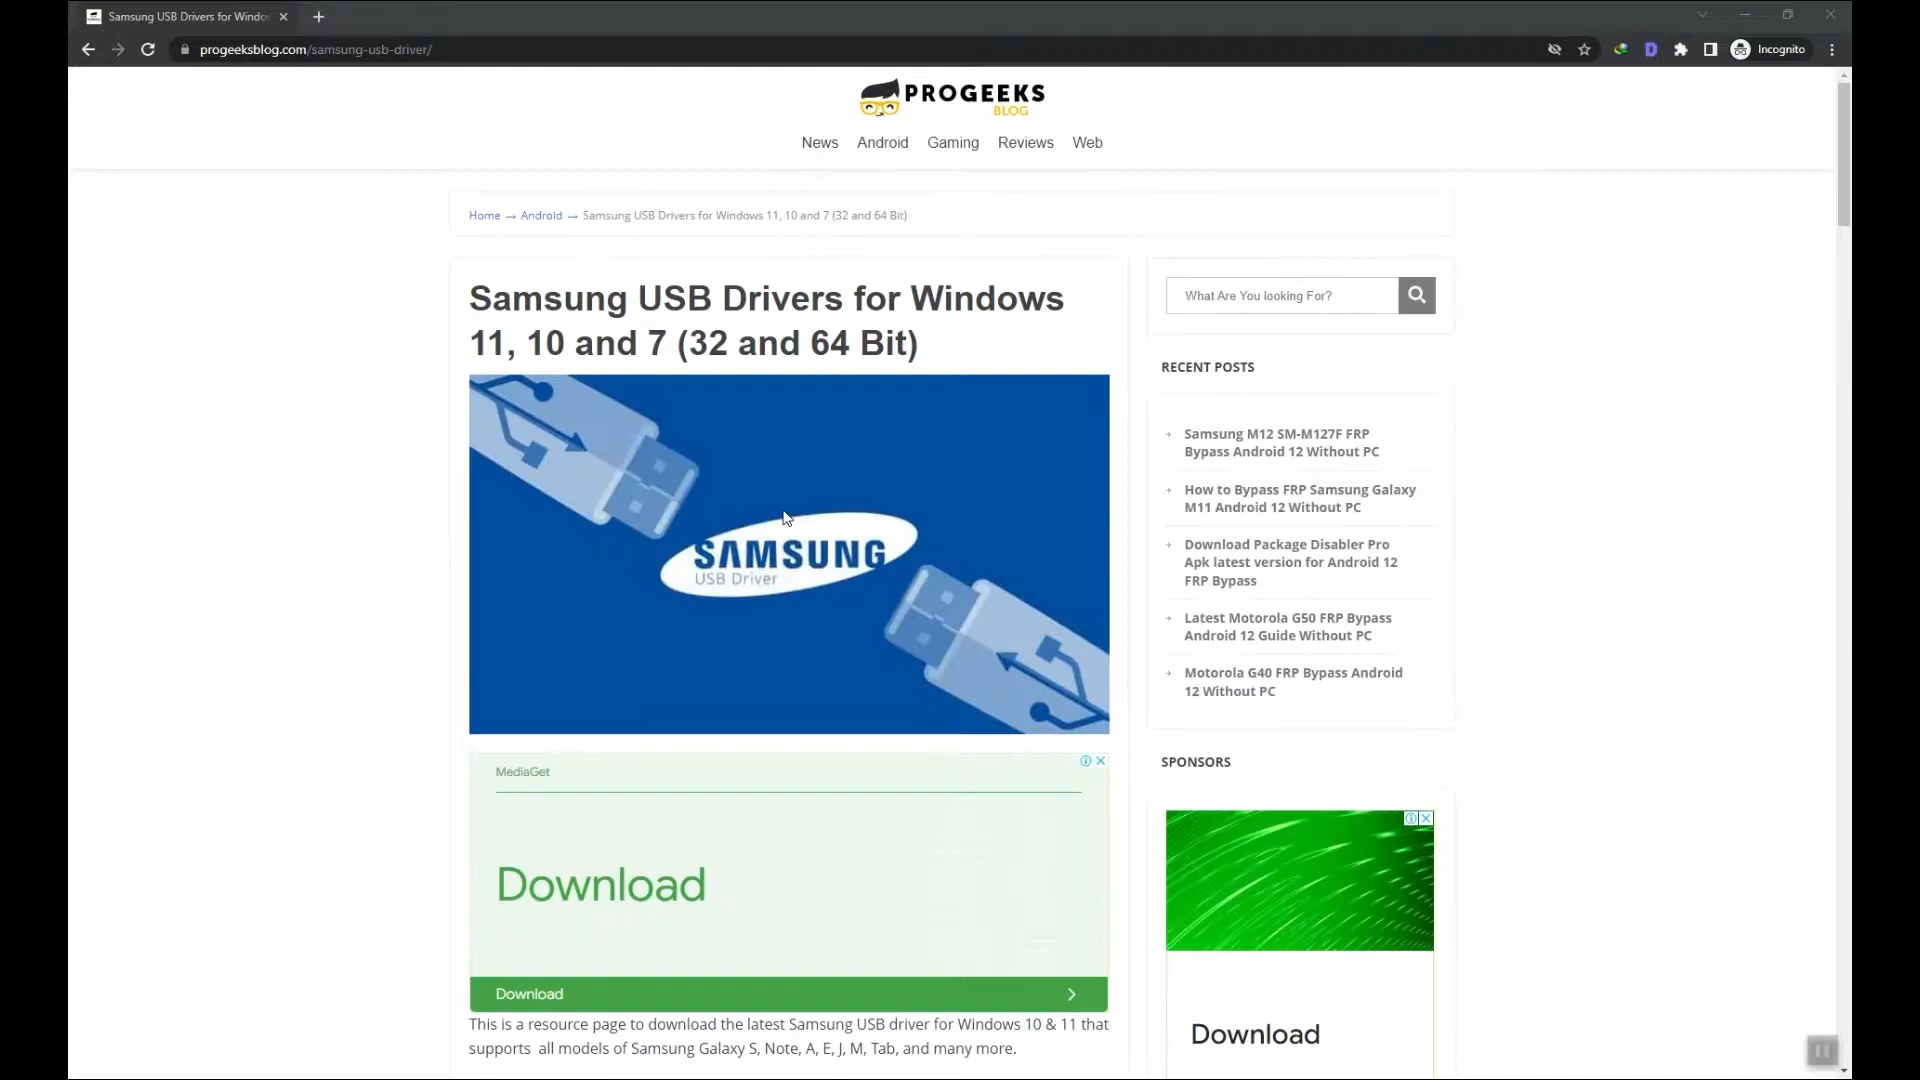 Samsung USB Drivers for Windo
progeeksblog.com/samsung-usb-driver/
Incognito
PROGEEKS
BLOG
News Android Gaming Reviews Web
Home → Android → Samsung USB Drivers for Windows 11, 10 and 7 (32 and 64 Bit)
Samsung USB Drivers for Windows
11, 10 and 7 (32 and 64 Bit)
SAMSUNG
USB Driver
MediaGet
Download
Download
This is a resource page to download the latest Samsung USB driver for Windows 10 & 11 that
supports all models of Samsung Galaxy S, Note, A, E, J, M, Tab, and many more.
What Are You looking For?
RECENT POSTS
Samsung M12 SM-M127F FRP
Bypass Android 12 Without PC
How to Bypass FRP Samsung Galaxy
M11 Android 12 Without PC
Download Package Disabler Pro
Apk latest version for Android 12
FRP Bypass
Latest Motorola G50 FRP Bypass
Android 12 Guide Without PC
Motorola G40 FRP Bypass Android
12 Without PC
SPONSORS
Download